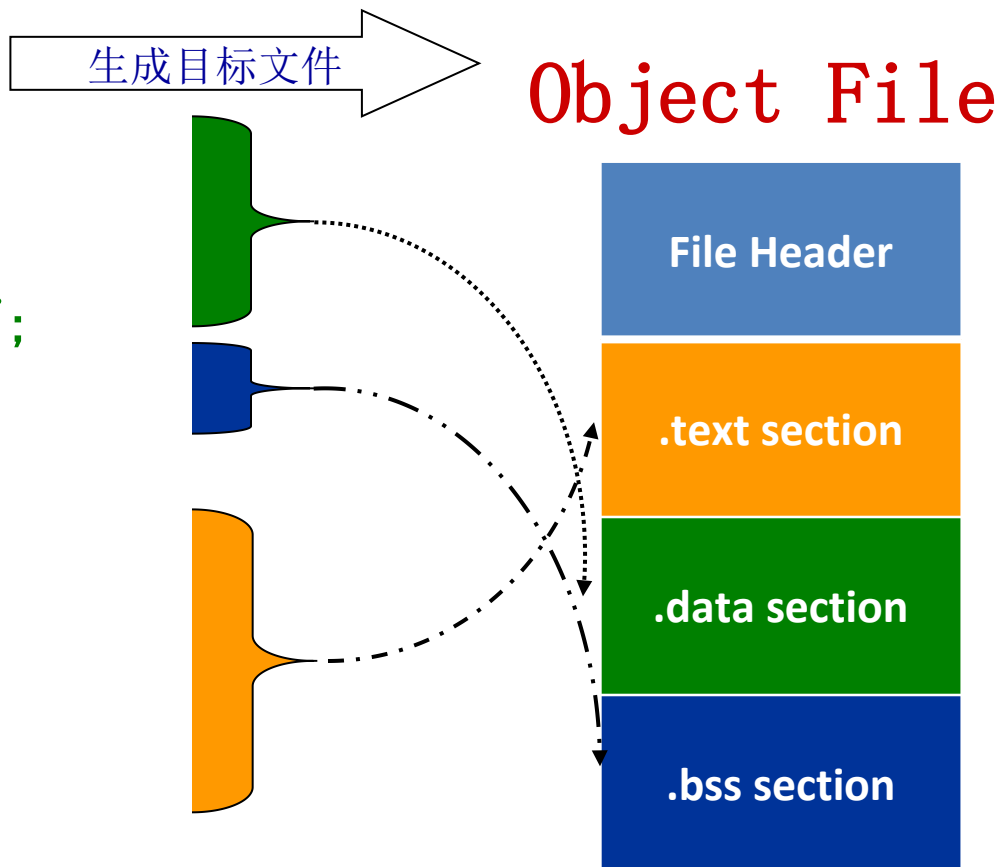 生成目标文件
Object File
File Header
;
.text section
.data section
.bss section